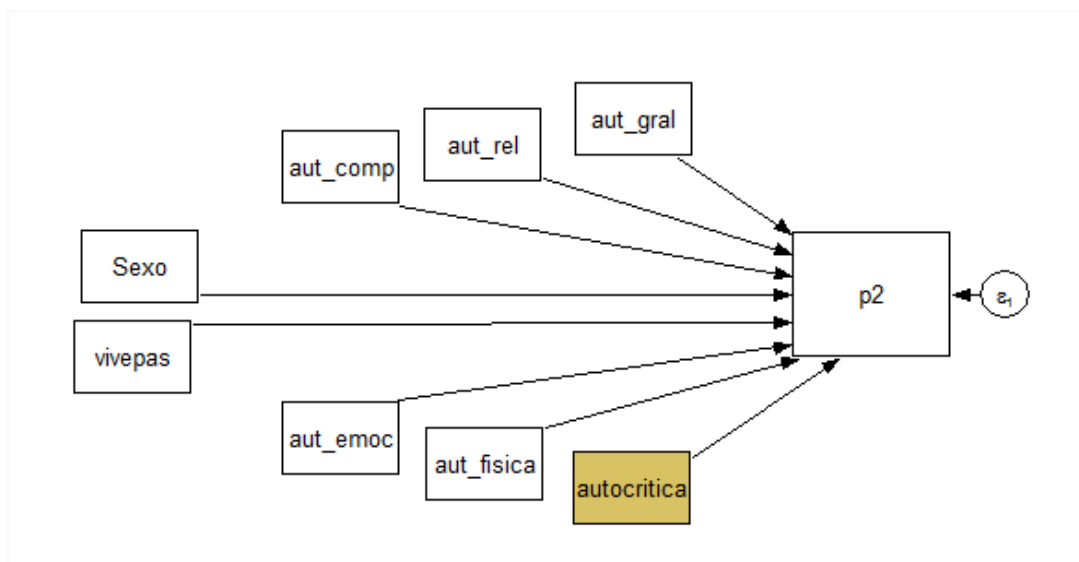 aut_gral
aut_rel
aut_comp
Sexo
p2
ε1
vivepas
aut_emoc
aut_fisica
autocritica